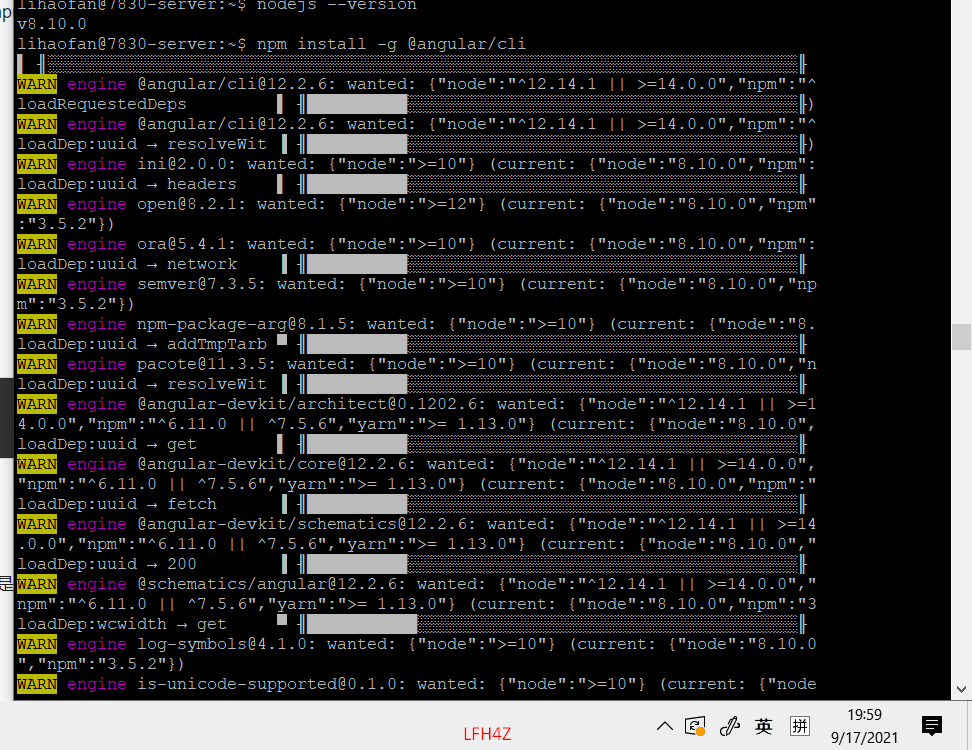 lihaofan@7830-server:~$ nodejs --version
v8.10.0
lihaofan@7830-server:~$ npm install -g @angular/cli
WARN engine @angular/cli@12.2.6: wanted: {"node":"^12.14.1 || >=14.0.0","npm":"^
loadRequestedDeps )
WARN engine @angular/cli@12.2.6: wanted: {"node":"^12.14.1 || >=14.0.0","npm":"^
loadDep:uuid → resolveWit )
WARN engine ini@2.0.0: wanted: {"node":">=10"} (current: {"node":"8.10.0","npm":
loadDep:uuid → headers
WARN engine open@8.2.1: wanted: {"node":">=12"} (current: {"node":"8.10.0","npm"
:"3.5.2"})
WARN engine ora@5.4.1: wanted: {"node":">=10"} (current: {"node":"8.10.0","npm":
loadDep:uuid → network
WARN engine semver@7.3.5: wanted: {"node":">=10"} (current: {"node":"8.10.0","np
m":"3.5.2"})
WARN engine npm-package-arg@8.1.5: wanted: {"node":">=10"} (current: {"node":"8.
loadDep:uuid → addTmpTarb
WARN engine pacote@11.3.5: wanted: {"node":">=10"} (current: {"node":"8.10.0","n
loadDep:uuid → resolveWit
WARN engine @angular-devkit/architect@0.1202.6: wanted: {"node":"^12.14.1 || >=1
4.0.0","npm":"^6.11.0 || ^7.5.6","yarn":">= 1.13.0"} (current: {"node":"8.10.0",
loadDep:uuid → get
WARN engine @angular-devkit/core@12.2.6: wanted: {"node":"^12.14.1 || >=14.0.0",
"npm":"^6.11.0 || ^7.5.6","yarn":">= 1.13.0"} (current: {"node":"8.10.0","npm":"
loadDep:uuid → fetch
WARN engine @angular-devkit/schematics@12.2.6: wanted: {"node":"^12.14.1 || >=14
.0.0","npm":"^6.11.0 || ^7.5.6","yarn":">= 1.13.0"} (current: {"node":"8.10.0","
loadDep:uuid → 200
WARN engine @schematics/angular@12.2.6: wanted: {"node":"^12.14.1 || >=14.0.0","
npm":"^6.11.0 || ^7.5.6","yarn":">= 1.13.0"} (current: {"node":"8.10.0","npm":"3
loadDep:wcwidth → get
WARN engine log-symbols@4.1.0: wanted: {"node":">=10"} (current: {"node":"8.10.0
","npm":"3.5.2"})
WARN engine is-unicode-supported@0.1.0: wanted: {"node":">=10"} (current: {"node
是
LFH4Z
英 拼
19:59
9/17/2021